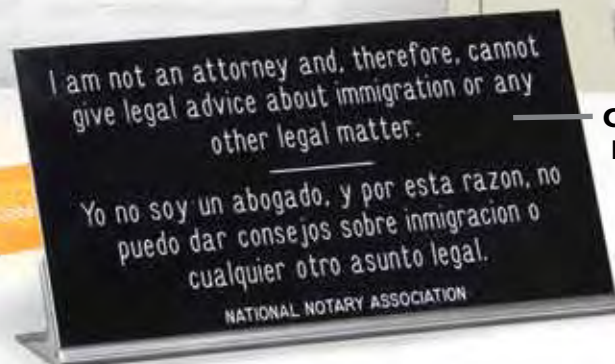 I am not an attorney and, therefore, cannot
give legal advice about immigration or any
other legal matter.
Yo no soy un abogado, y por esta razon, no
puedo dar consejos sobre inmigracion o
cualquier otro asunto legal.
NATIONAL NOTARY ASSOCIATION